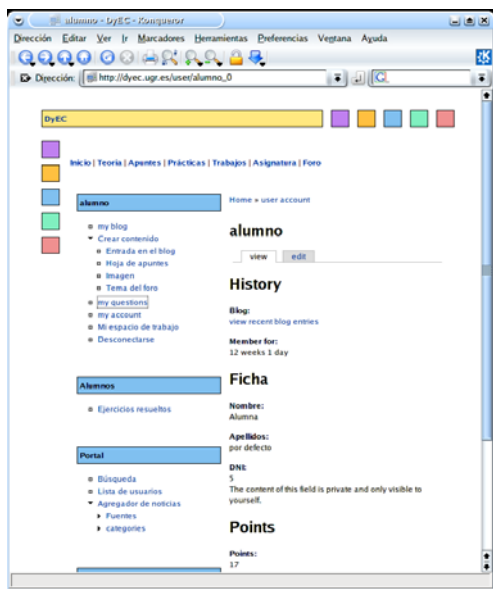 alumno - DyEC - Konqueror
Dirección Editar Ver Ir Marcadores Herramientas Preferencias Ventana Ayuda
Dirección: http://dyec.ugr.es/user/alumno_0
DyEC
Inicio | Teoría | Apuntes | Prácticas | Trabajos | Asignatura | Foro
alumno
my blog
Crear contenido
Entrada en el blog
Hoja de apuntes
Imagen
Tema del foro
my questions
my account
Mi espacio de trabajo
Desconectarse
Alumnos
Ejercicios resueltos
Portal
Búsqueda
Lista de usuarios
Agregador de noticias
Fuentes
categories
Home » user account
alumno
view edit
History
Blog:
view recent blog entries
Member for:
12 weeks 1 day
Ficha
Nombre:
Alumna
Apellidos:
por defecto
DNI:
5
The content of this field is private and only visible to
yourself.
Points
Points:
17